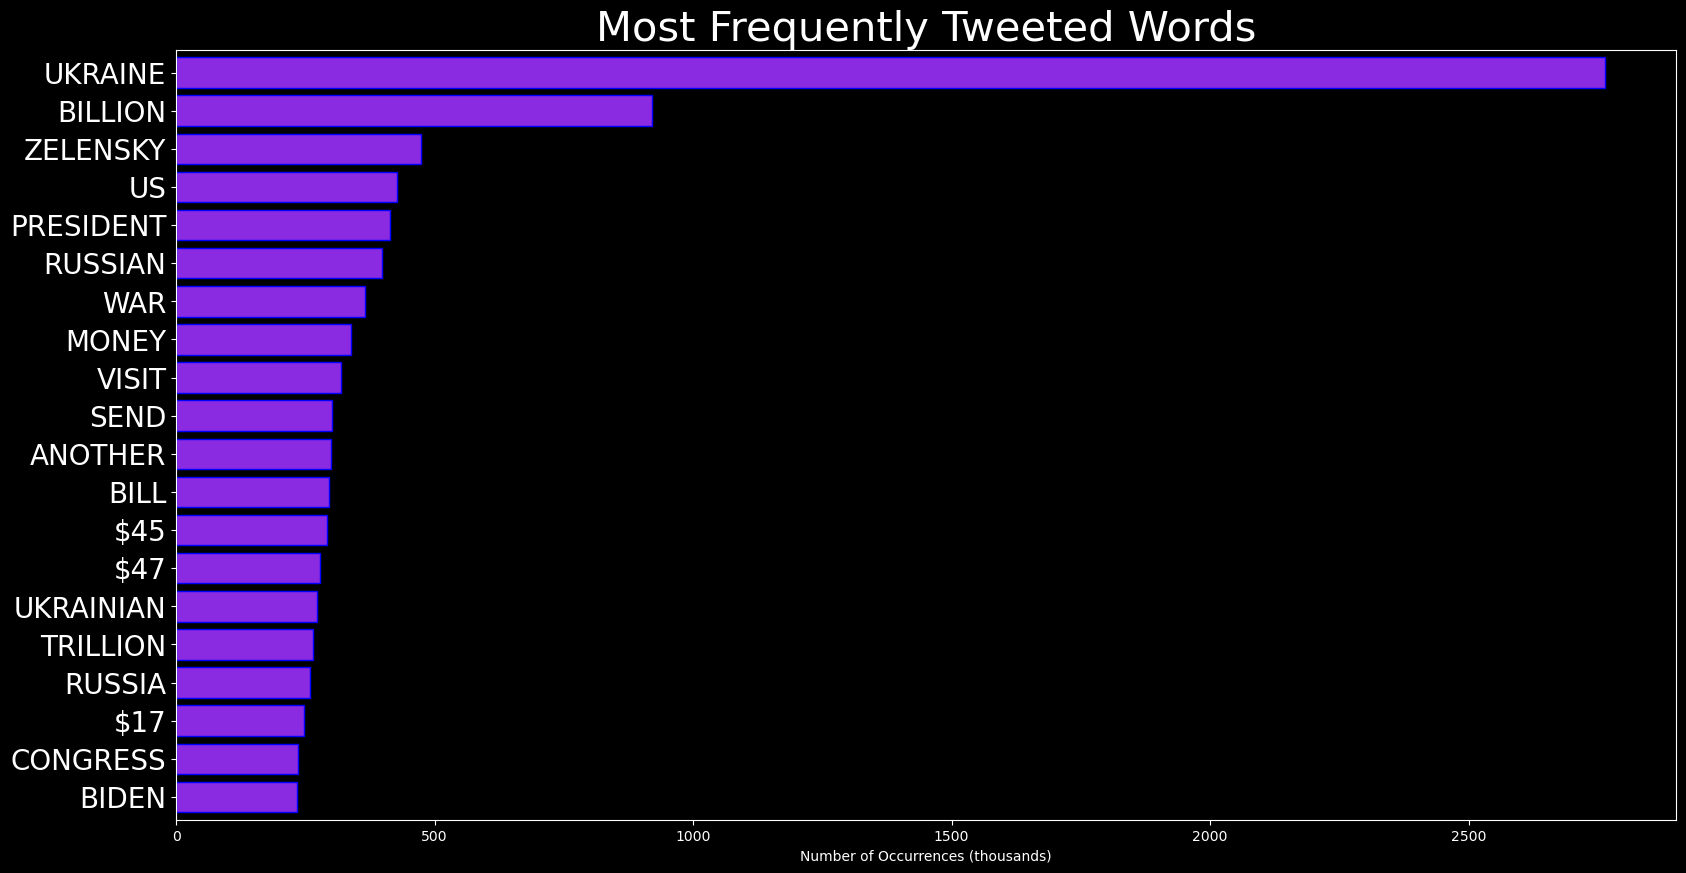 Most Frequently Tweeted Words
UKRAINE
BILLION
ZELENSKY
US
PRESIDENT
RUSSIAN
WAR
MONEY
VISIT
SEND
ANOTHER
BILL
$45
$47
UKRAINIAN
TRILLION
RUSSIA
$17
CONGRESS
BIDEN
0 500 1000 1500 2000 2500
Number of Occurrences (thousands)